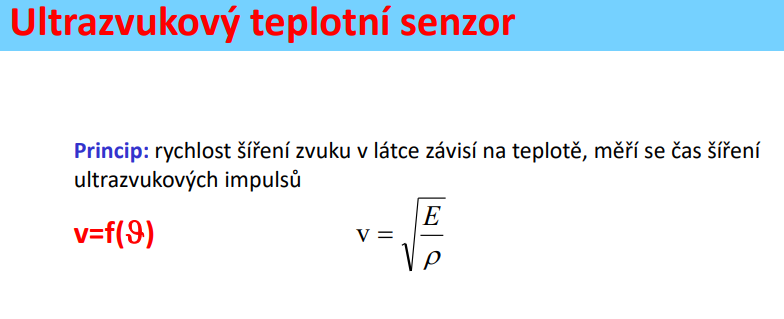 Ultrazvukový teplotní senzor
Princip: rychlost šíření zvuku v látce závisí na teplotě, měří se čas šíření
ultrazvukových impulsů
v=f(ϑ) v = √(E/ρ)